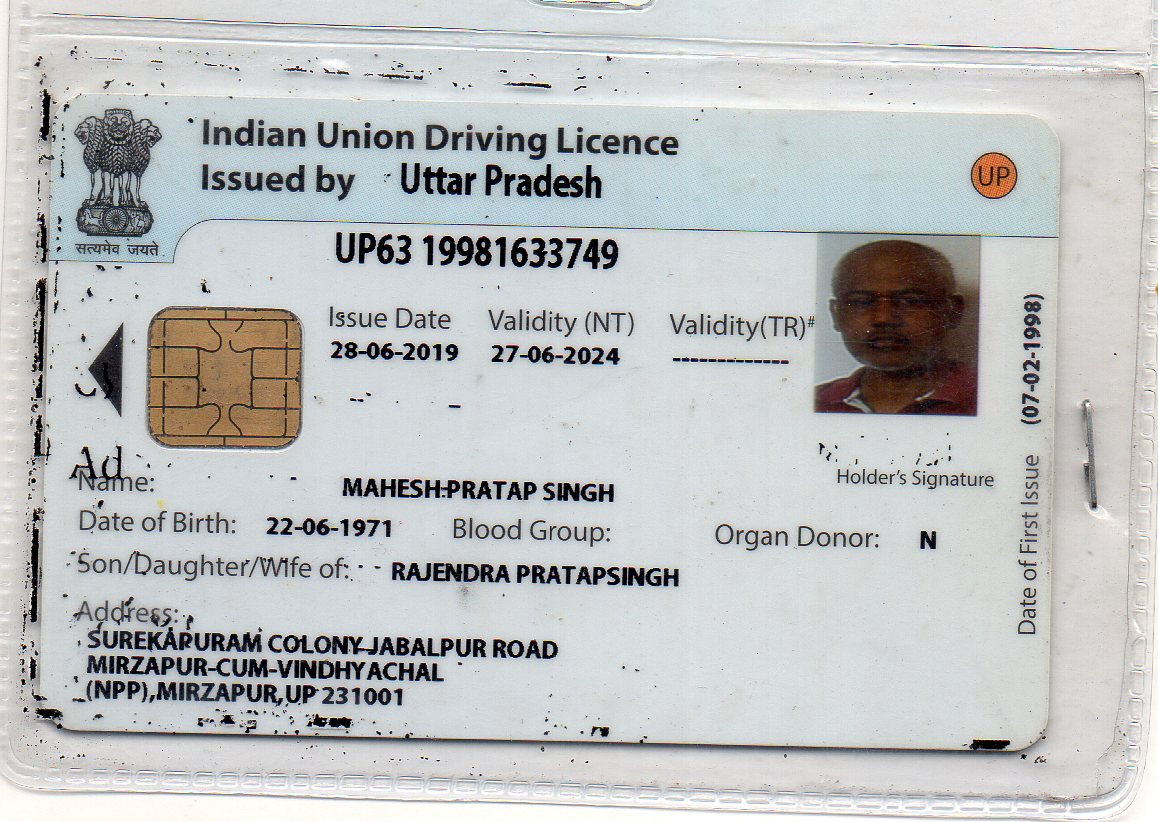 Indian Union Driving Licence
Issued by Uttar Pradesh
UP
सत्यमेव जयते
UP63 19981633749
Issue Date Validity (NT) Validity(TR)#
28-06-2019 27-06-2024 -------------
Ad
Name: MAHESH PRATAP SINGH
Holder's Signature
Date of Birth: 22-06-1971 Blood Group: Organ Donor: N
Son/Daughter/Wife of: RAJENDRA PRATAPSINGH
Address:
SUREKAPURAM COLONY JABALPUR ROAD
MIRZAPUR-CUM-VINDHYACHAL
(NPP),MIRZAPUR,UP 231001
Date of First Issue (07-02-1998)